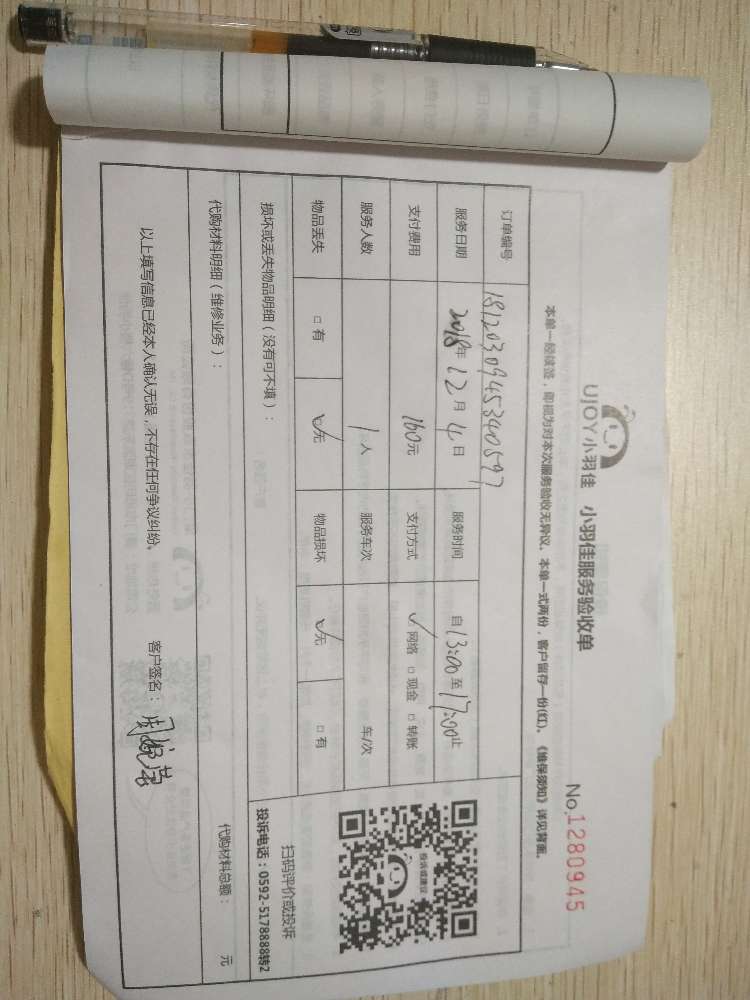 UJOY小羽佳 小羽佳服务验收单
No.1280945
本单一经续签，即视为对本次服务验收无异议。本单一式两份，客户留存一份(红)。《维保须知》详见背面。
订单编号 181203094534059 7
服务日期 2018年12月4日 服务时间 自13:00至17:00止
支付费用 160元 支付方式 ✓网络 □现金 □转账
服务人数 1人 服务车次 车/次
物品丢失 □有 ✓无 物品损坏 ✓无 □有
投诉或建议
扫码评价或投诉
投诉电话：0592-5178888转2
损坏或丢失物品明细（没有可不填）：
代购材料明细（维修业务）： 代购材料总额： 元
以上填写信息已经本人确认无误，不存在任何争议纠纷。 客户签名：